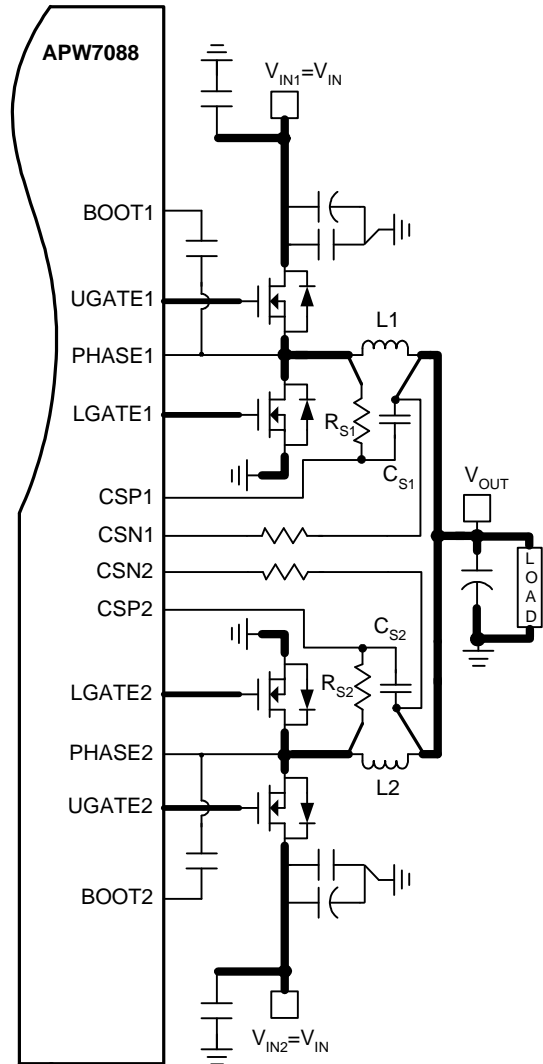 APW7088
V_IN1=V_IN
BOOT1
UGATE1
L1
PHASE1
LGATE1
R_S1
C_S1
CSP1
V_OUT
CSN1
CSN2
LOAD
CSP2
C_S2
R_S2
LGATE2
PHASE2
L2
UGATE2
BOOT2
V_IN2=V_IN